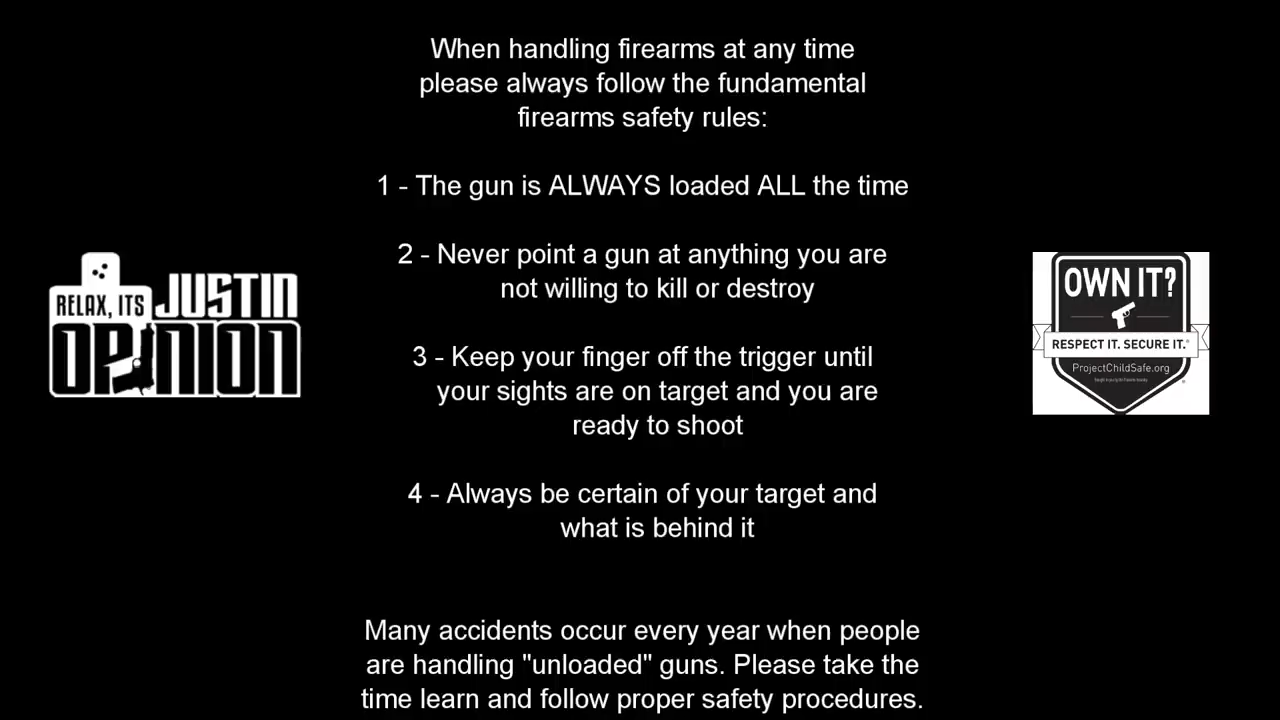 When handling firearms at any time
please always follow the fundamental
firearms safety rules:
1 - The gun is ALWAYS loaded ALL the time
2 - Never point a gun at anything you are
not willing to kill or destroy
3 - Keep your finger off the trigger until
your sights are on target and you are
ready to shoot
4 - Always be certain of your target and
what is behind it
Many accidents occur every year when people
are handling "unloaded" guns. Please take the
time learn and follow proper safety procedures.
RELAX, ITS JUSTIN
OPINION
OWN IT?
RESPECT IT. SECURE IT.®
ProjectChildSafe.org